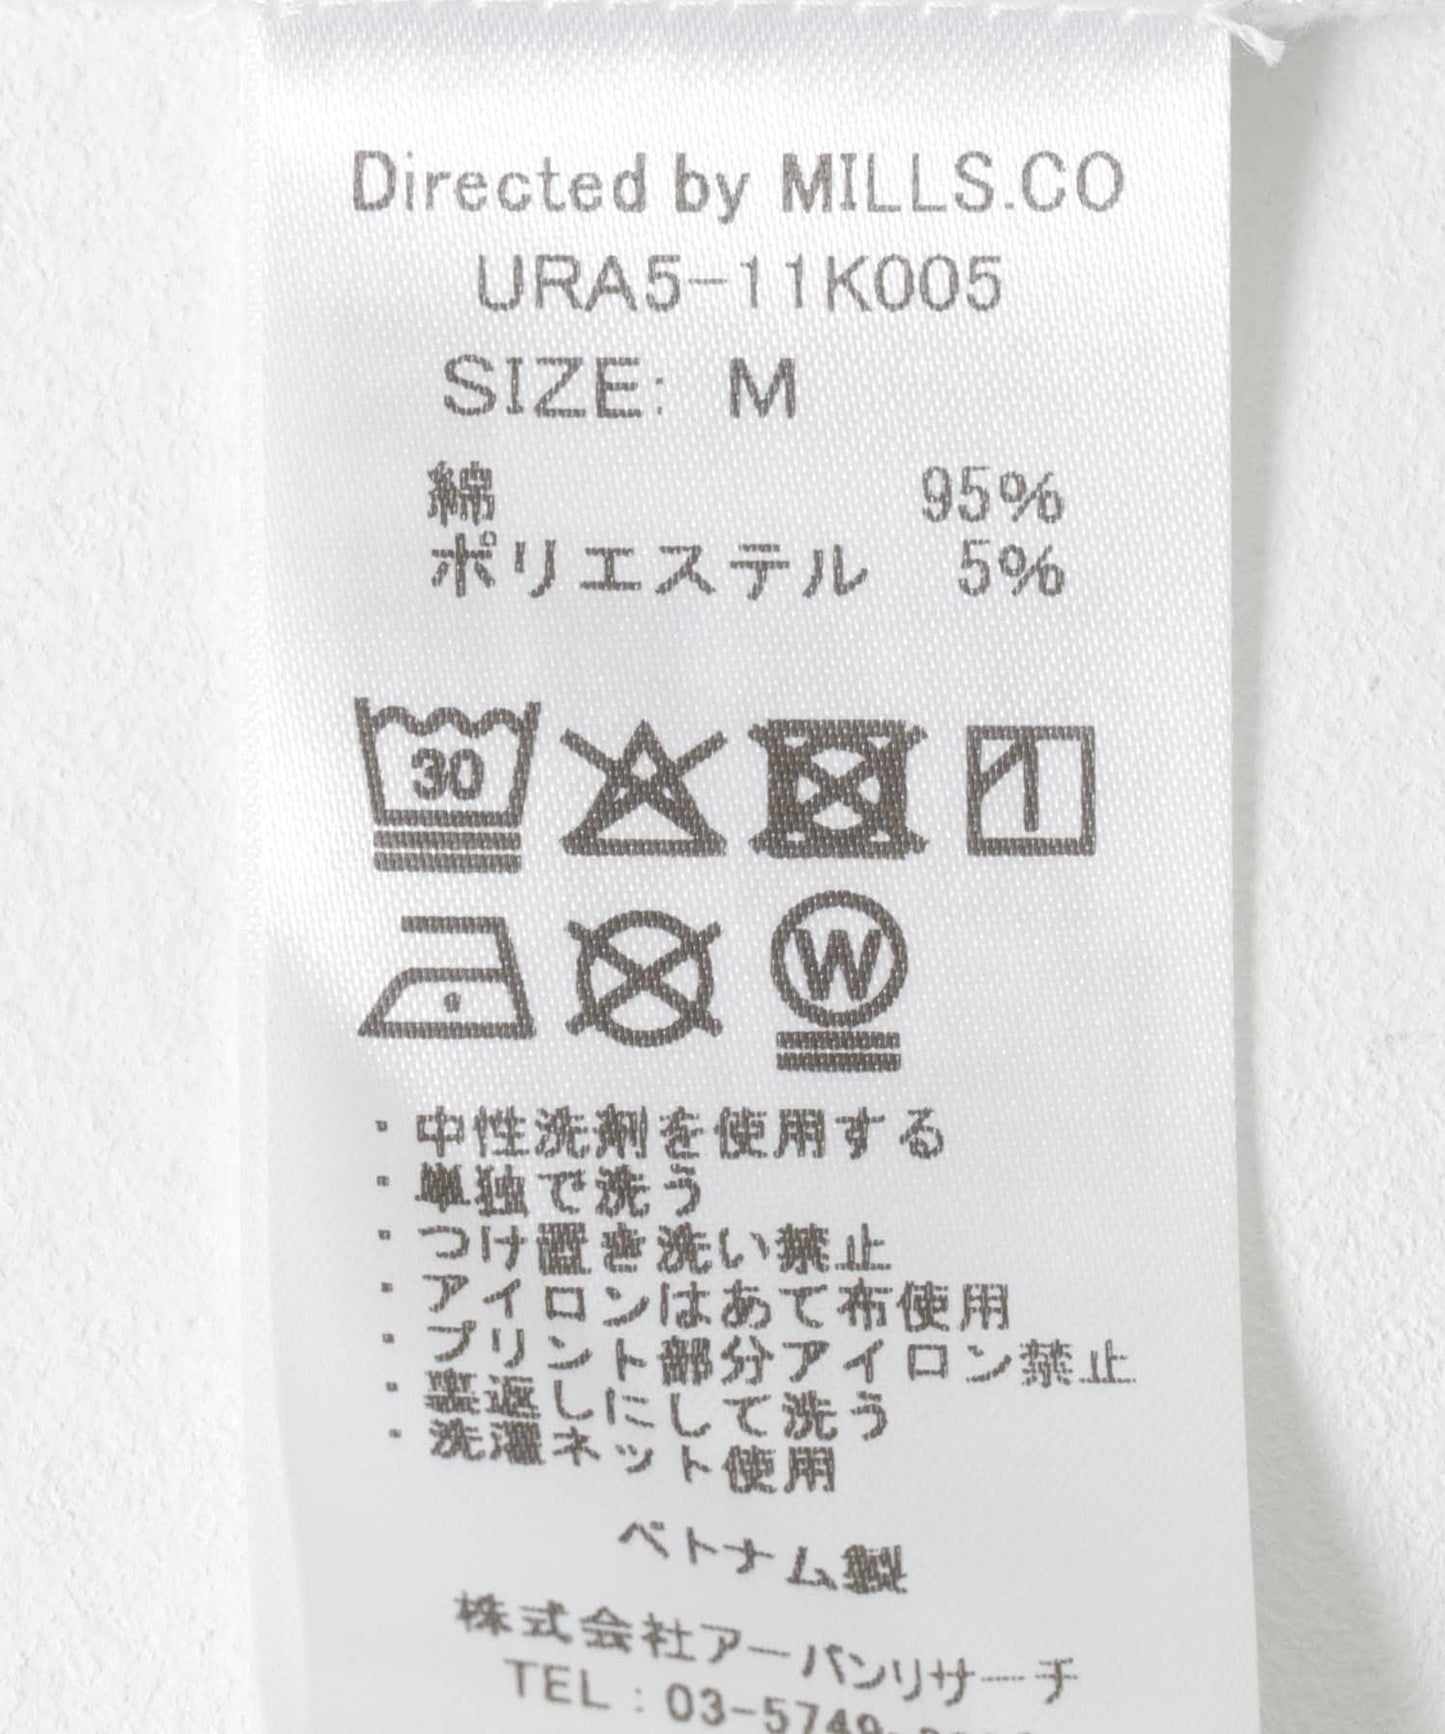 Directed by MILLS.CO
URA5-11K005
SIZE: M
綿 95%
ポリエステル 5%
30
W
・中性洗剤を使用する
・単独で洗う
・つけ置き洗い禁止
・アイロンはあて布使用
・プリント部分アイロン禁止
・裏返しにして洗う
・洗濯ネット使用
ベトナム製
株式会社アーバンリサーチ
TEL:03-5749-